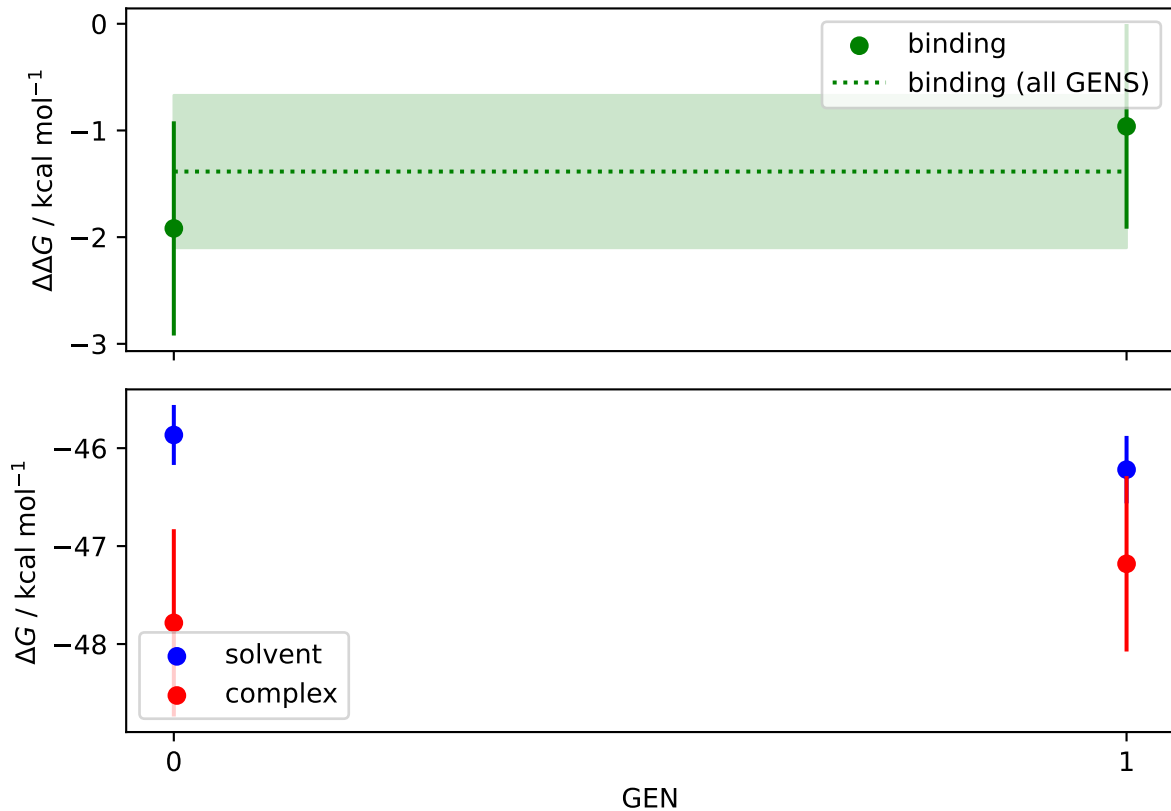 0
−1
−2
−3
ΔΔG / kcal mol⁻¹
binding
binding (all GENS)
−46
−47
−48
ΔG / kcal mol⁻¹
solvent
complex
0
1
GEN